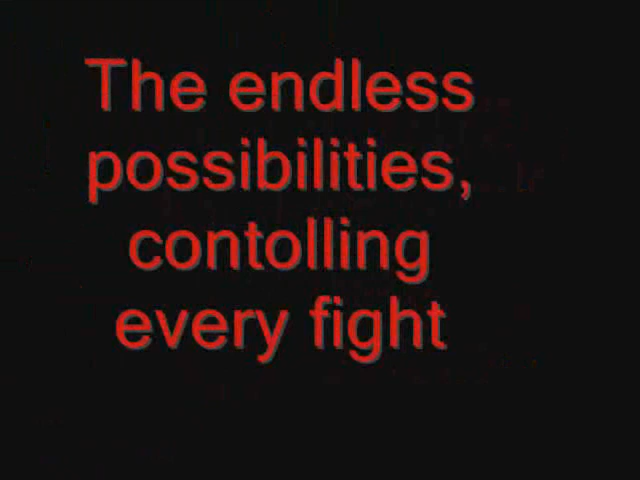 The endless
possibilities,
contolling
every fight